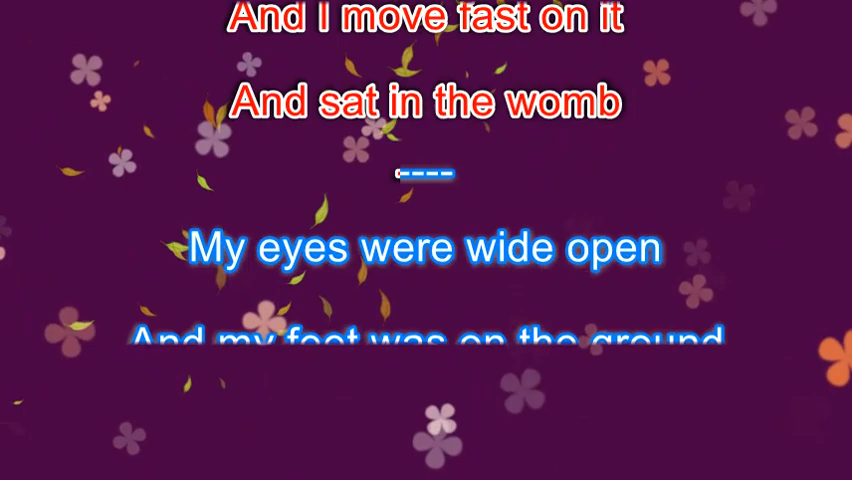 And I move fast on it
And sat in the womb
----
My eyes were wide open
And my feet was on the ground